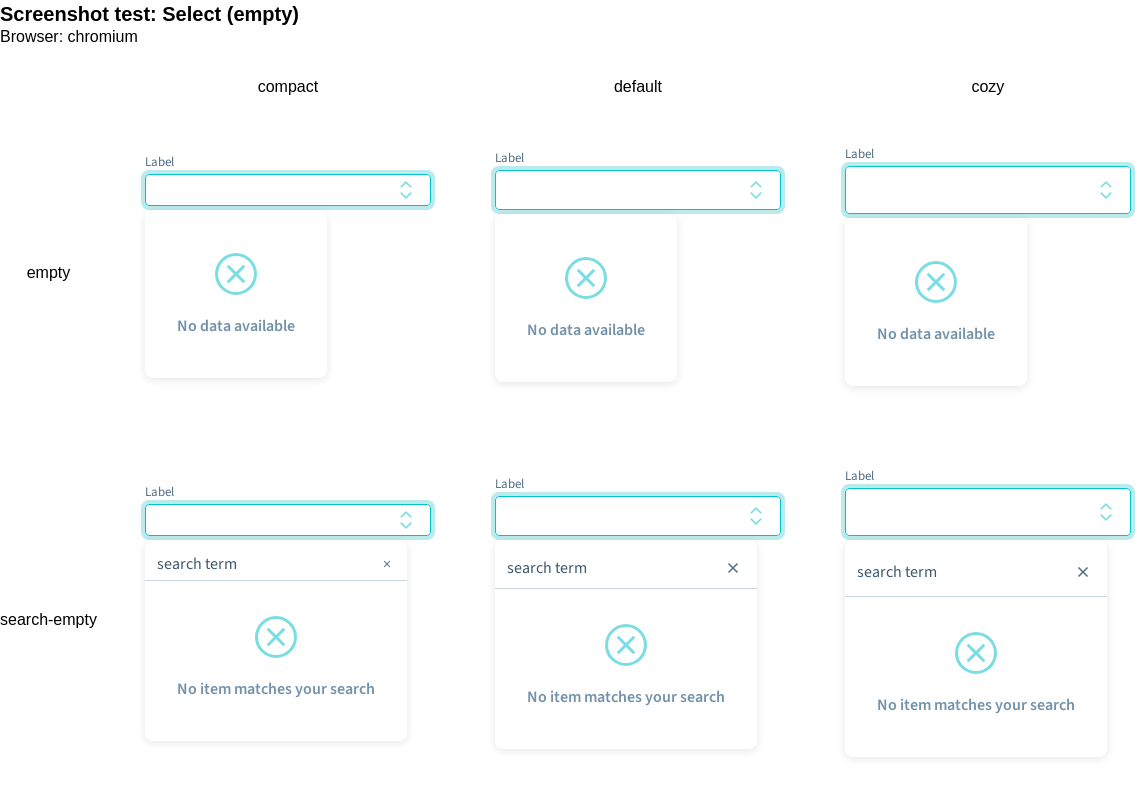 Screenshot test: Select (empty)
Browser: chromium
compact default cozy
Label Label Label
empty
No data available No data available No data available
Label Label Label
search term search term search term
search-empty
No item matches your search No item matches your search No item matches your search